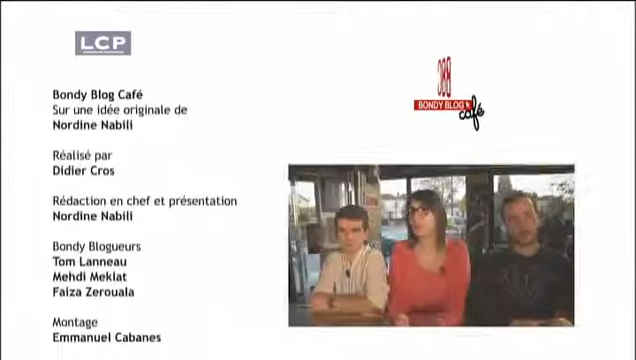 LCP
BONDY BLOG
café
Bondy Blog Café
Sur une idée originale de
Nordine Nabili
Réalisé par
Didier Cros
Rédaction en chef et présentation
Nordine Nabili
Bondy Blogueurs
Tom Lanneau
Mehdi Meklat
Faiza Zerouala
Montage
Emmanuel Cabanes